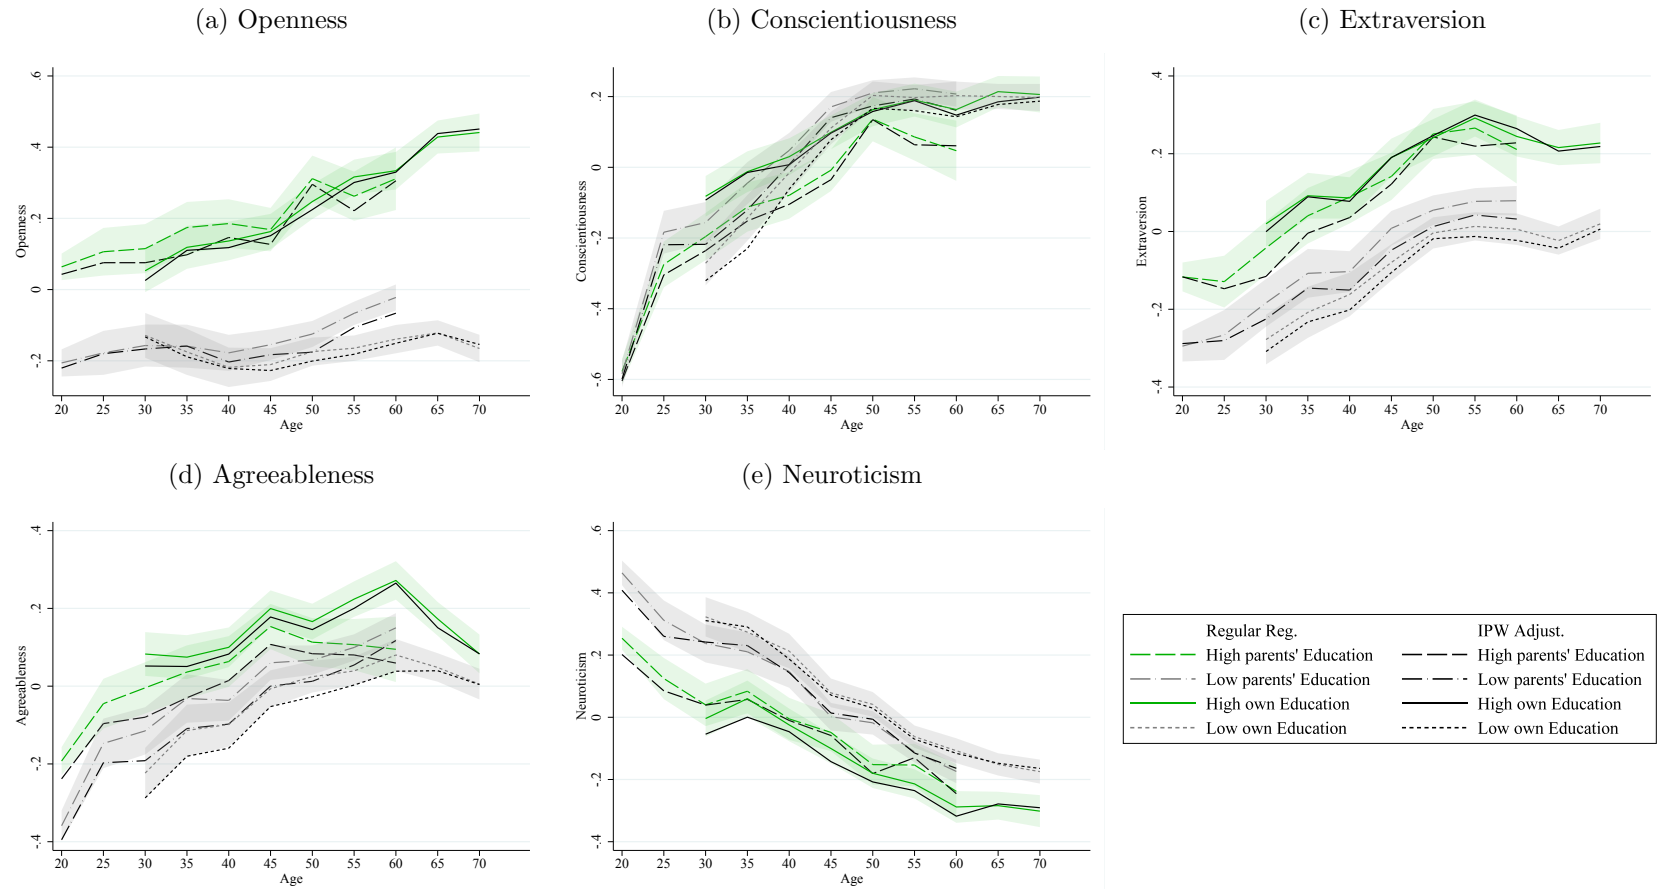 (a) Openness
(b) Conscientiousness
(c) Extraversion
Openness
.6
.4
.2
0
-.2
20 25 30 35 40 45 50 55 60 65 70
Age
Conscientiousness
.2
0
-.2
-.4
-.6
20 25 30 35 40 45 50 55 60 65 70
Age
Extraversion
.4
.2
0
-.2
-.4
20 25 30 35 40 45 50 55 60 65 70
Age
(d) Agreeableness
(e) Neuroticism
Agreeableness
.4
.2
0
-.2
-.4
20 25 30 35 40 45 50 55 60 65 70
Age
Neuroticism
.6
.4
.2
0
-.2
-.4
20 25 30 35 40 45 50 55 60 65 70
Age
Regular Reg. IPW Adjust.
High parents' Education High parents' Education
Low parents' Education Low parents' Education
High own Education High own Education
Low own Education Low own Education